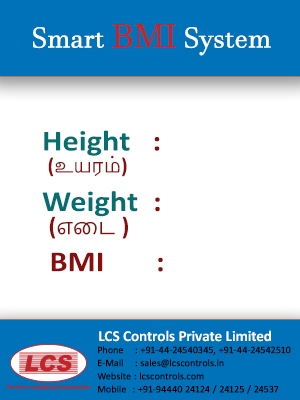 Smart BMI System
Height :
(உயரம்)
Weight :
(எடை )
BMI :
LCS Controls Private Limited
Phone : +91-44-24540345, +91-44-24542510
E-Mail : sales@lcscontrols.in
Website : lcscontrols.com
Mobile : +91-94440 24124 / 24125 / 24537
LCS